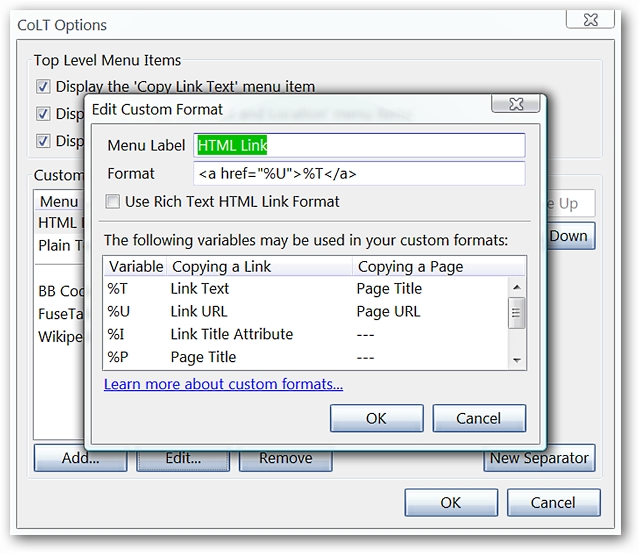 CoLT Options
Top Level Menu Items
Display the 'Copy Link Text' menu item
Edit Custom Format
Menu Label HTML Link
Format <a href="%U">%T</a>
Use Rich Text HTML Link Format
The following variables may be used in your custom formats:
Variable Copying a Link Copying a Page
%T Link Text Page Title
%U Link URL Page URL
%I Link Title Attribute ---
%P Page Title ---
Learn more about custom formats...
OK Cancel
Disp
Disp
Custom
Menu
HTML L
Plain T
BB Cod
FuseTa
Wikipe
e Up
Down
Add... Edit... Remove New Separator
OK Cancel